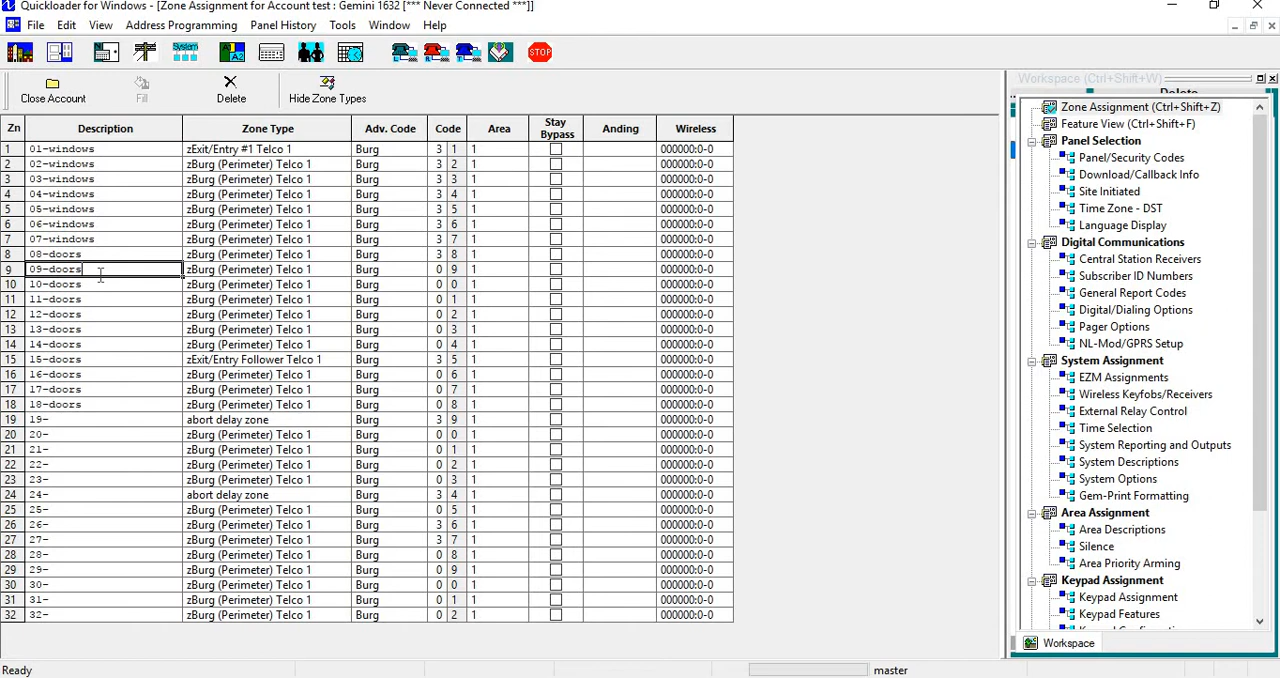 Quickloader for Windows - [Zone Assignment for Account test : Gemini 1632 [*** Never Connected ***]]
File Edit View Address Programming Panel History Tools Window Help
System
A1 A2
STOP
Close Account Fill Delete Hide Zone Types
Workspace (Ctrl+Shift+W)
Zn Description Zone Type Adv. Code Code Area Stay Bypass Anding Wireless
1 01-windows zExit/Entry #1 Telco 1 Burg 3 1 1 000000:0-0
2 02-windows zBurg (Perimeter) Telco 1 Burg 3 2 1 000000:0-0
3 03-windows zBurg (Perimeter) Telco 1 Burg 3 3 1 000000:0-0
4 04-windows zBurg (Perimeter) Telco 1 Burg 3 4 1 000000:0-0
5 05-windows zBurg (Perimeter) Telco 1 Burg 3 5 1 000000:0-0
6 06-windows zBurg (Perimeter) Telco 1 Burg 3 6 1 000000:0-0
7 07-windows zBurg (Perimeter) Telco 1 Burg 3 7 1 000000:0-0
8 08-doors zBurg (Perimeter) Telco 1 Burg 3 8 1 000000:0-0
9 09-doors zBurg (Perimeter) Telco 1 Burg 0 9 1 000000:0-0
10 10-doors zBurg (Perimeter) Telco 1 Burg 0 0 1 000000:0-0
11 11-doors zBurg (Perimeter) Telco 1 Burg 0 1 1 000000:0-0
12 12-doors zBurg (Perimeter) Telco 1 Burg 0 2 1 000000:0-0
13 13-doors zBurg (Perimeter) Telco 1 Burg 0 3 1 000000:0-0
14 14-doors zBurg (Perimeter) Telco 1 Burg 0 4 1 000000:0-0
15 15-doors zExit/Entry Follower Telco 1 Burg 3 5 1 000000:0-0
16 16-doors zBurg (Perimeter) Telco 1 Burg 0 6 1 000000:0-0
17 17-doors zBurg (Perimeter) Telco 1 Burg 0 7 1 000000:0-0
18 18-doors zBurg (Perimeter) Telco 1 Burg 0 8 1 000000:0-0
19 19- abort delay zone Burg 3 9 1 000000:0-0
20 20- zBurg (Perimeter) Telco 1 Burg 0 0 1 000000:0-0
21 21- zBurg (Perimeter) Telco 1 Burg 0 1 1 000000:0-0
22 22- zBurg (Perimeter) Telco 1 Burg 0 2 1 000000:0-0
23 23- zBurg (Perimeter) Telco 1 Burg 0 3 1 000000:0-0
24 24- abort delay zone Burg 3 4 1 000000:0-0
25 25- zBurg (Perimeter) Telco 1 Burg 0 5 1 000000:0-0
26 26- zBurg (Perimeter) Telco 1 Burg 3 6 1 000000:0-0
27 27- zBurg (Perimeter) Telco 1 Burg 3 7 1 000000:0-0
28 28- zBurg (Perimeter) Telco 1 Burg 0 8 1 000000:0-0
29 29- zBurg (Perimeter) Telco 1 Burg 0 9 1 000000:0-0
30 30- zBurg (Perimeter) Telco 1 Burg 0 0 1 000000:0-0
31 31- zBurg (Perimeter) Telco 1 Burg 0 1 1 000000:0-0
32 32- zBurg (Perimeter) Telco 1 Burg 0 2 1 000000:0-0
Zone Assignment (Ctrl+Shift+Z)
Feature View (Ctrl+Shift+F)
Panel Selection
Panel/Security Codes
Download/Callback Info
Site Initiated
Time Zone - DST
Language Display
Digital Communications
Central Station Receivers
Subscriber ID Numbers
General Report Codes
Digital/Dialing Options
Pager Options
NL-Mod/GPRS Setup
System Assignment
EZM Assignments
Wireless Keyfobs/Receivers
External Relay Control
Time Selection
System Reporting and Outputs
System Descriptions
System Options
Gem-Print Formatting
Area Assignment
Area Descriptions
Silence
Area Priority Arming
Keypad Assignment
Keypad Assignment
Keypad Features
Workspace
Ready master